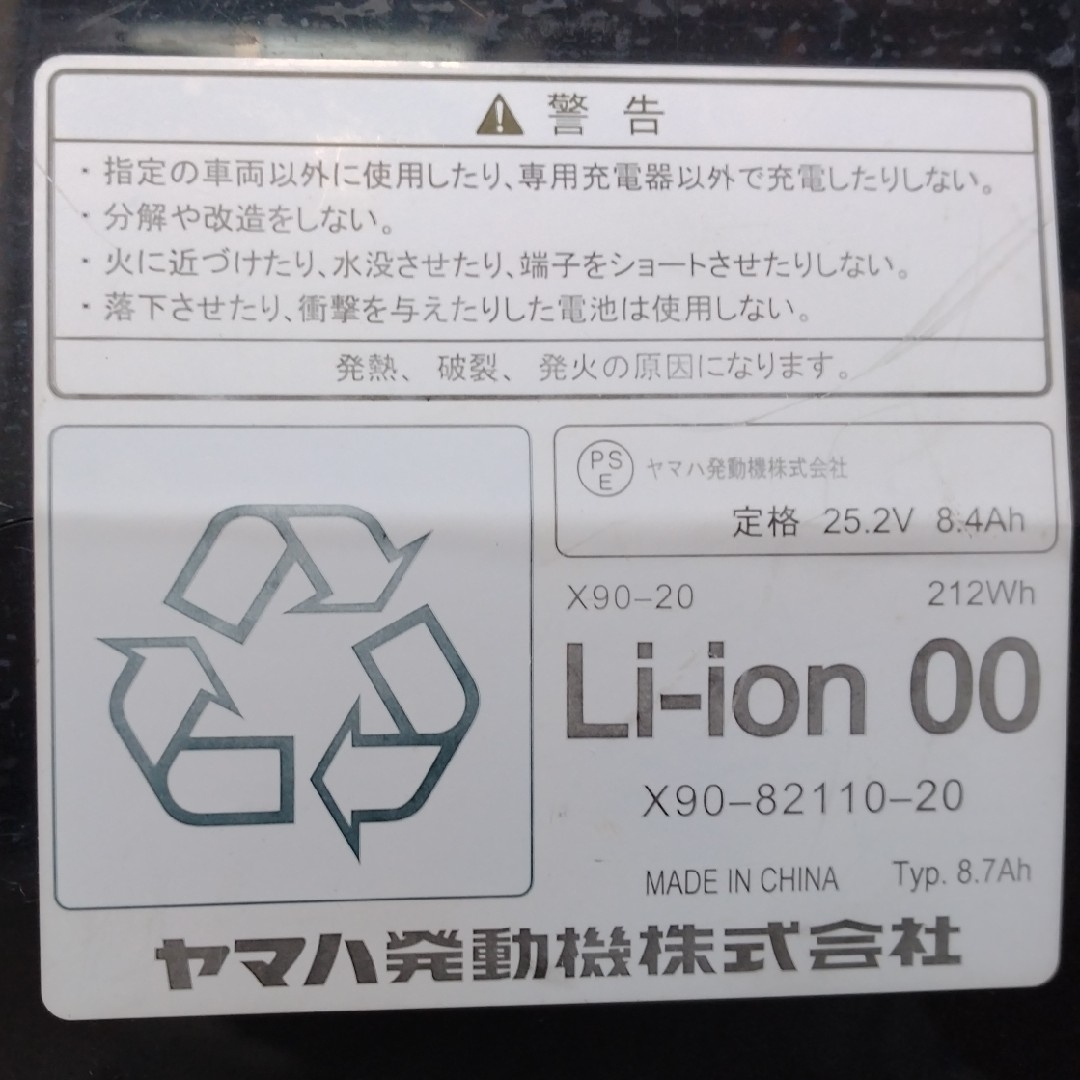 警告
・指定の車両以外に使用したり、専用充電器以外で充電したりしない。
・分解や改造をしない。
・火に近づけたり、水没させたり、端子をショートさせたりしない。
・落下させたり、衝撃を与えたりした電池は使用しない。
発熱、破裂、発火の原因になります。
PS
E
ヤマハ発動機株式会社
定格 25.2V 8.4Ah
X90-20 212Wh
Li-ion 00
X90-82110-20
MADE IN CHINA Typ. 8.7Ah
ヤマハ発動機株式会社